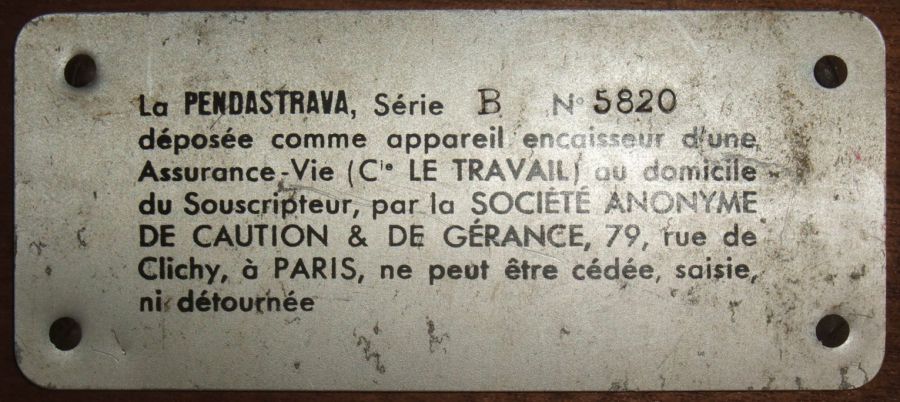 La PENDASTRAVA, Série B N° 5820
déposée comme appareil encaisseur d'une
Assurance-Vie (Cie LE TRAVAIL) au domicile
du Souscripteur, par la SOCIÉTÉ ANONYME
DE CAUTION & DE GÉRANCE, 79, rue de
Clichy, à PARIS, ne peut être cédée, saisie,
ni détournée